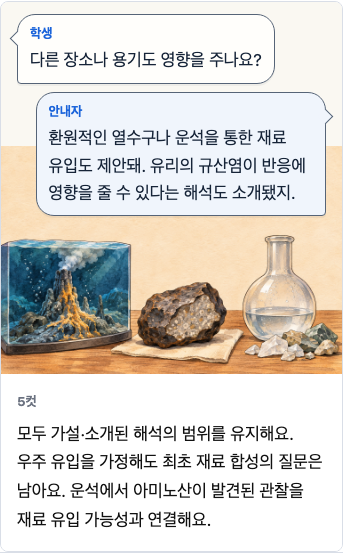 학생
다른 장소나 용기도 영향을 주나요?
안내자
환원적인 열수구나 운석을 통한 재료
유입도 제안돼. 유리의 규산염이 반응에
영향을 줄 수 있다는 해석도 소개됐지.
5컷
모두 가설·소개된 해석의 범위를 유지해요.
우주 유입을 가정해도 최초 재료 합성의 질문은
남아요. 운석에서 아미노산이 발견된 관찰을
재료 유입 가능성과 연결해요.